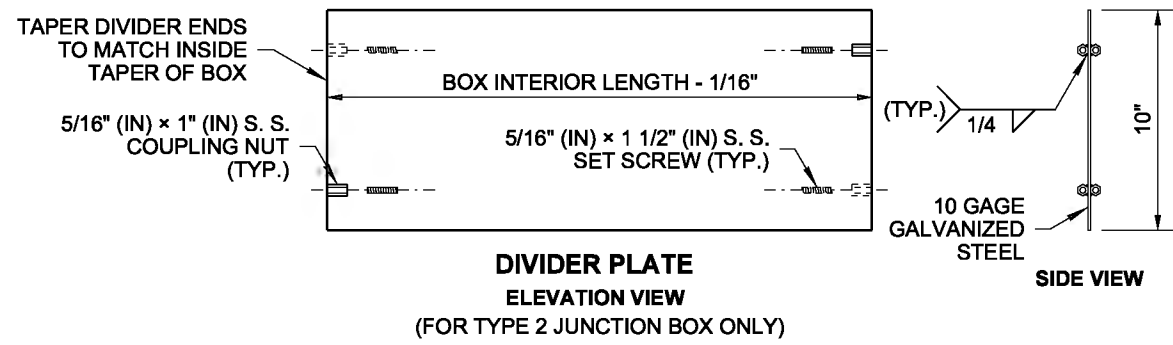 TAPER DIVIDER ENDS
TO MATCH INSIDE
TAPER OF BOX
BOX INTERIOR LENGTH - 1/16"
5/16" (IN) × 1" (IN) S. S.
COUPLING NUT
(TYP.)
5/16" (IN) × 1 1/2" (IN) S. S.
SET SCREW (TYP.)
(TYP.)
1/4
10"
10 GAGE
GALVANIZED
STEEL
SIDE VIEW
DIVIDER PLATE
ELEVATION VIEW
(FOR TYPE 2 JUNCTION BOX ONLY)